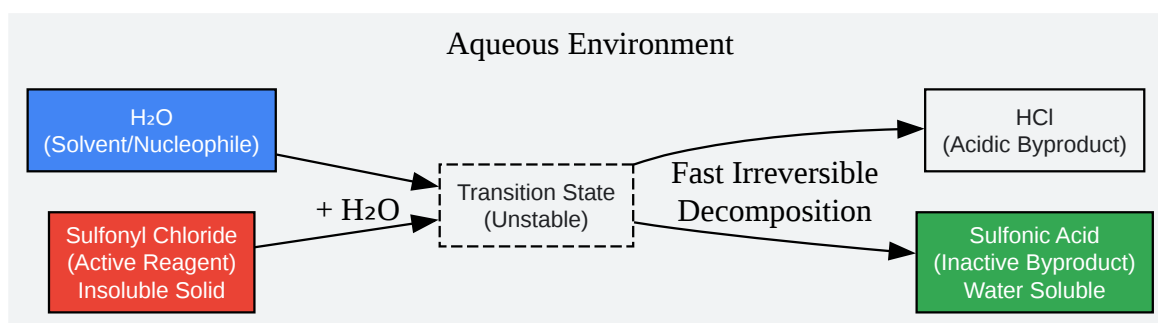 Aqueous Environment
H₂O
(Solvent/Nucleophile)
Sulfonyl Chloride
(Active Reagent)
Insoluble Solid
+ H₂O
Transition State
(Unstable)
Fast Irreversible
Decomposition
HCl
(Acidic Byproduct)
Sulfonic Acid
(Inactive Byproduct)
Water Soluble